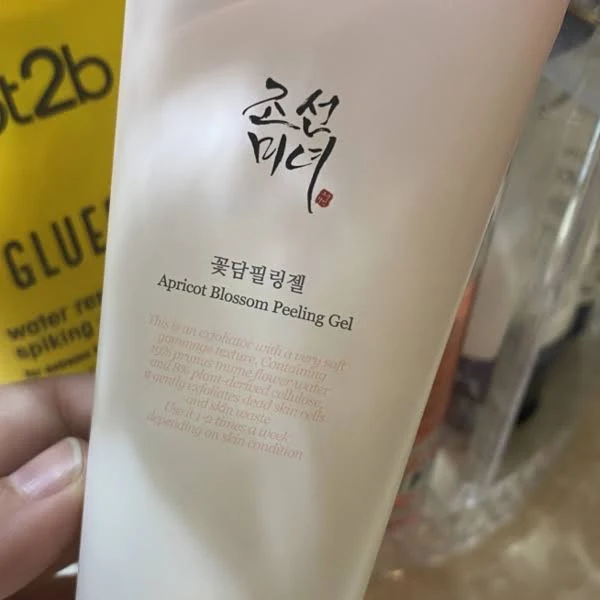 조선
미녀
꽃담필링젤
Apricot Blossom Peeling Gel
This is an exfoliator with a very soft
gommage texture. Containing
prunus mume flower water
and 8% plant-derived cellulose,
it gently exfoliates dead skin cells
and skin waste
Use it 1-2 times a week
depending on skin condition
t2b
GLUE
water re
spiking